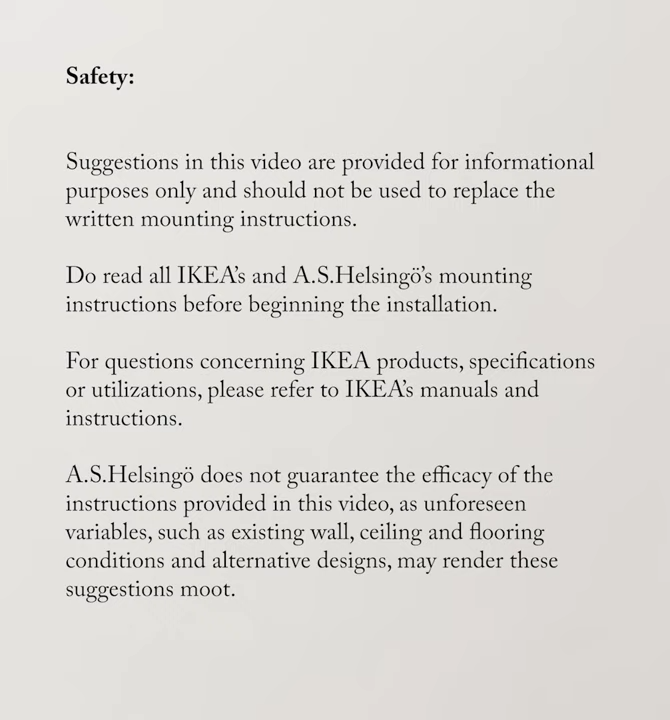 Safety:
Suggestions in this video are provided for informational
purposes only and should not be used to replace the
written mounting instructions.
Do read all IKEA's and A.S.Helsingö's mounting
instructions before beginning the installation.
For questions concerning IKEA products, specifications
or utilizations, please refer to IKEA's manuals and
instructions.
A.S.Helsingö does not guarantee the efficacy of the
instructions provided in this video, as unforeseen
variables, such as existing wall, ceiling and flooring
conditions and alternative designs, may render these
suggestions moot.